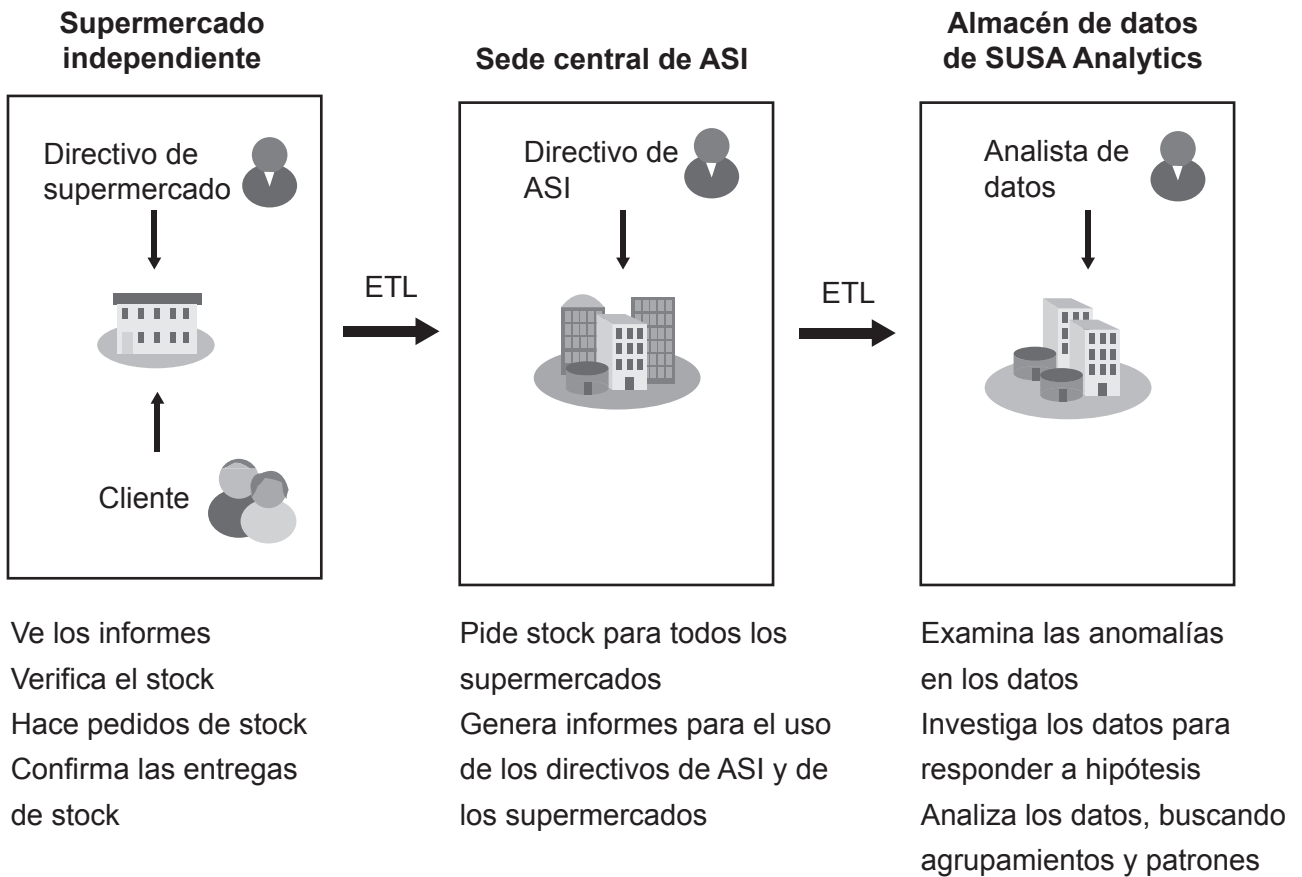 Supermercado
independiente
Sede central de ASI
Almacén de datos
de SUSA Analytics
Directivo de
supermercado
Cliente
ETL
Directivo de
ASI
ETL
Analista de
datos
Ve los informes
Verifica el stock
Hace pedidos de stock
Confirma las entregas
de stock
Pide stock para todos los
supermercados
Genera informes para el uso
de los directivos de ASI y de
los supermercados
Examina las anomalías
en los datos
Investiga los datos para
responder a hipótesis
Analiza los datos, buscando
agrupamientos y patrones